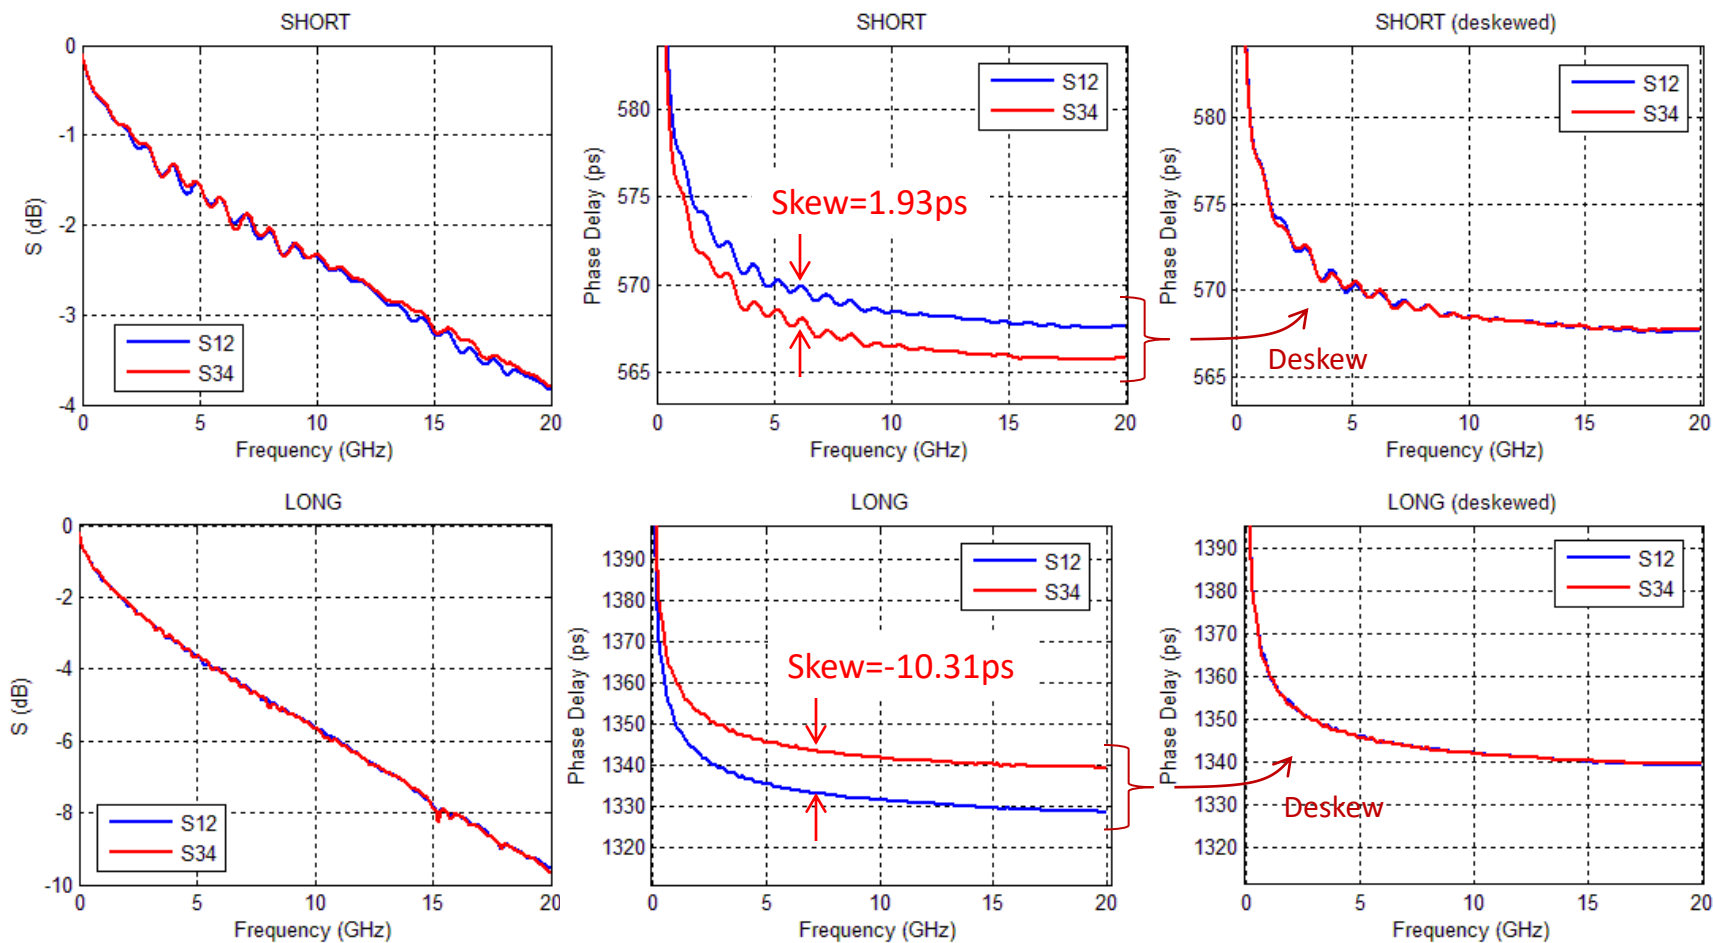 SHORT
0
-1
-2
-3
-4
S (dB)
S12
S34
0 5 10 15 20
Frequency (GHz)
SHORT
580
575
570
565
Phase Delay (ps)
S12
S34
Skew=1.93ps
0 5 10 15 20
Frequency (GHz)
Deskew
SHORT (deskewed)
580
575
570
565
Phase Delay (ps)
S12
S34
0 5 10 15 20
Frequency (GHz)
LONG
0
-2
-4
-6
-8
-10
S (dB)
S12
S34
0 5 10 15 20
Frequency (GHz)
LONG
1390
1380
1370
1360
1350
1340
1330
1320
Phase Delay (ps)
S12
S34
Skew=-10.31ps
0 5 10 15 20
Frequency (GHz)
Deskew
LONG (deskewed)
1390
1380
1370
1360
1350
1340
1330
1320
Phase Delay (ps)
S12
S34
0 5 10 15 20
Frequency (GHz)